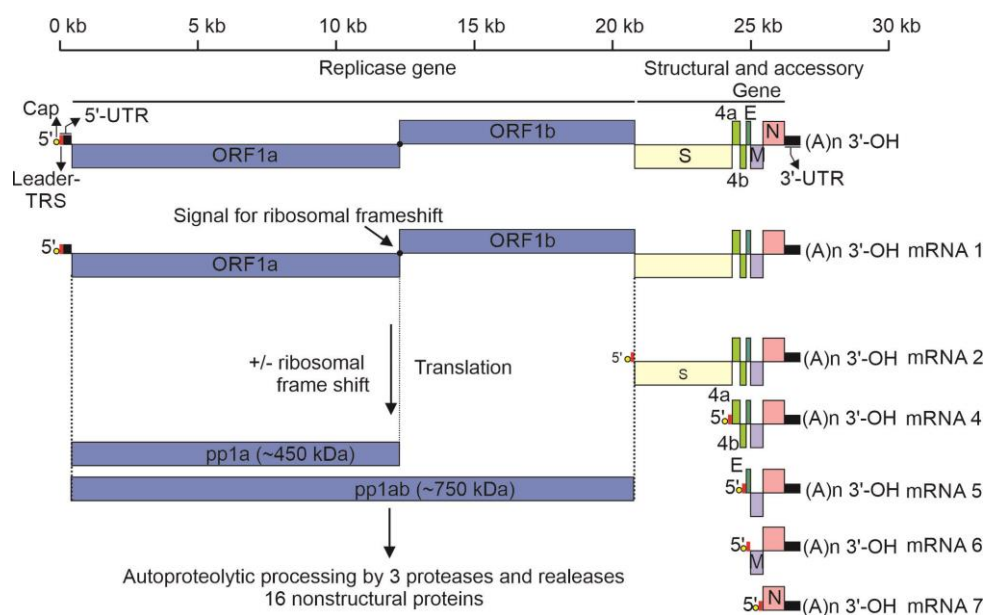 0 kb 5 kb 10 kb 15 kb 20 kb 25 kb 30 kb
Replicase gene
Structural and accessory
Gene
Cap
5'-UTR
4a E
5'
ORF1b
N
(A)n 3'-OH
ORF1a
S
M
Leader-
TRS
4b
3'-UTR
Signal for ribosomal frameshift
5'
ORF1b
(A)n 3'-OH mRNA 1
ORF1a
+/- ribosomal
frame shift
Translation
5'
(A)n 3'-OH mRNA 2
S
4a
5'
(A)n 3'-OH mRNA 4
4b
pp1a (~450 kDa)
E
pp1ab (~750 kDa)
5'
(A)n 3'-OH mRNA 5
5'
(A)n 3'-OH mRNA 6
M
Autoproteolytic processing by 3 proteases and realeases
16 nonstructural proteins
5'
N
(A)n 3'-OH mRNA 7